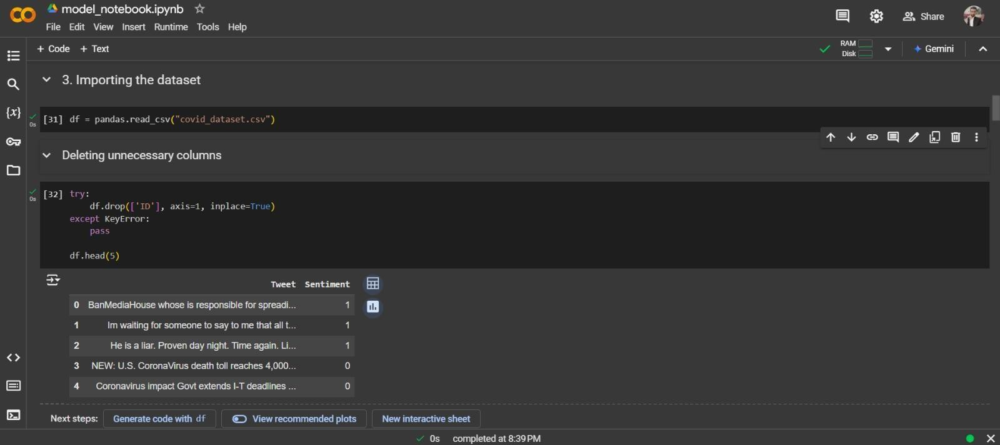 model_notebook.ipynb
File Edit View Insert Runtime Tools Help
Share
+ Code + Text
RAM
Disk
Gemini
3. Importing the dataset
0s
[31] df = pandas.read_csv("covid_dataset.csv")
Deleting unnecessary columns
0s
[32] try:
df.drop(['ID'], axis=1, inplace=True)
except KeyError:
pass
df.head(5)
Tweet Sentiment
0 BanMediaHouse whose is responsible for spreadi... 1
1 Im waiting for someone to say to me that all t... 1
2 He is a liar. Proven day night. Time again. Li... 1
3 NEW: U.S. CoronaVirus death toll reaches 4,000... 0
4 Coronavirus impact Govt extends I-T deadlines ... 0
Next steps: Generate code with df View recommended plots New interactive sheet
0s completed at 8:39 PM